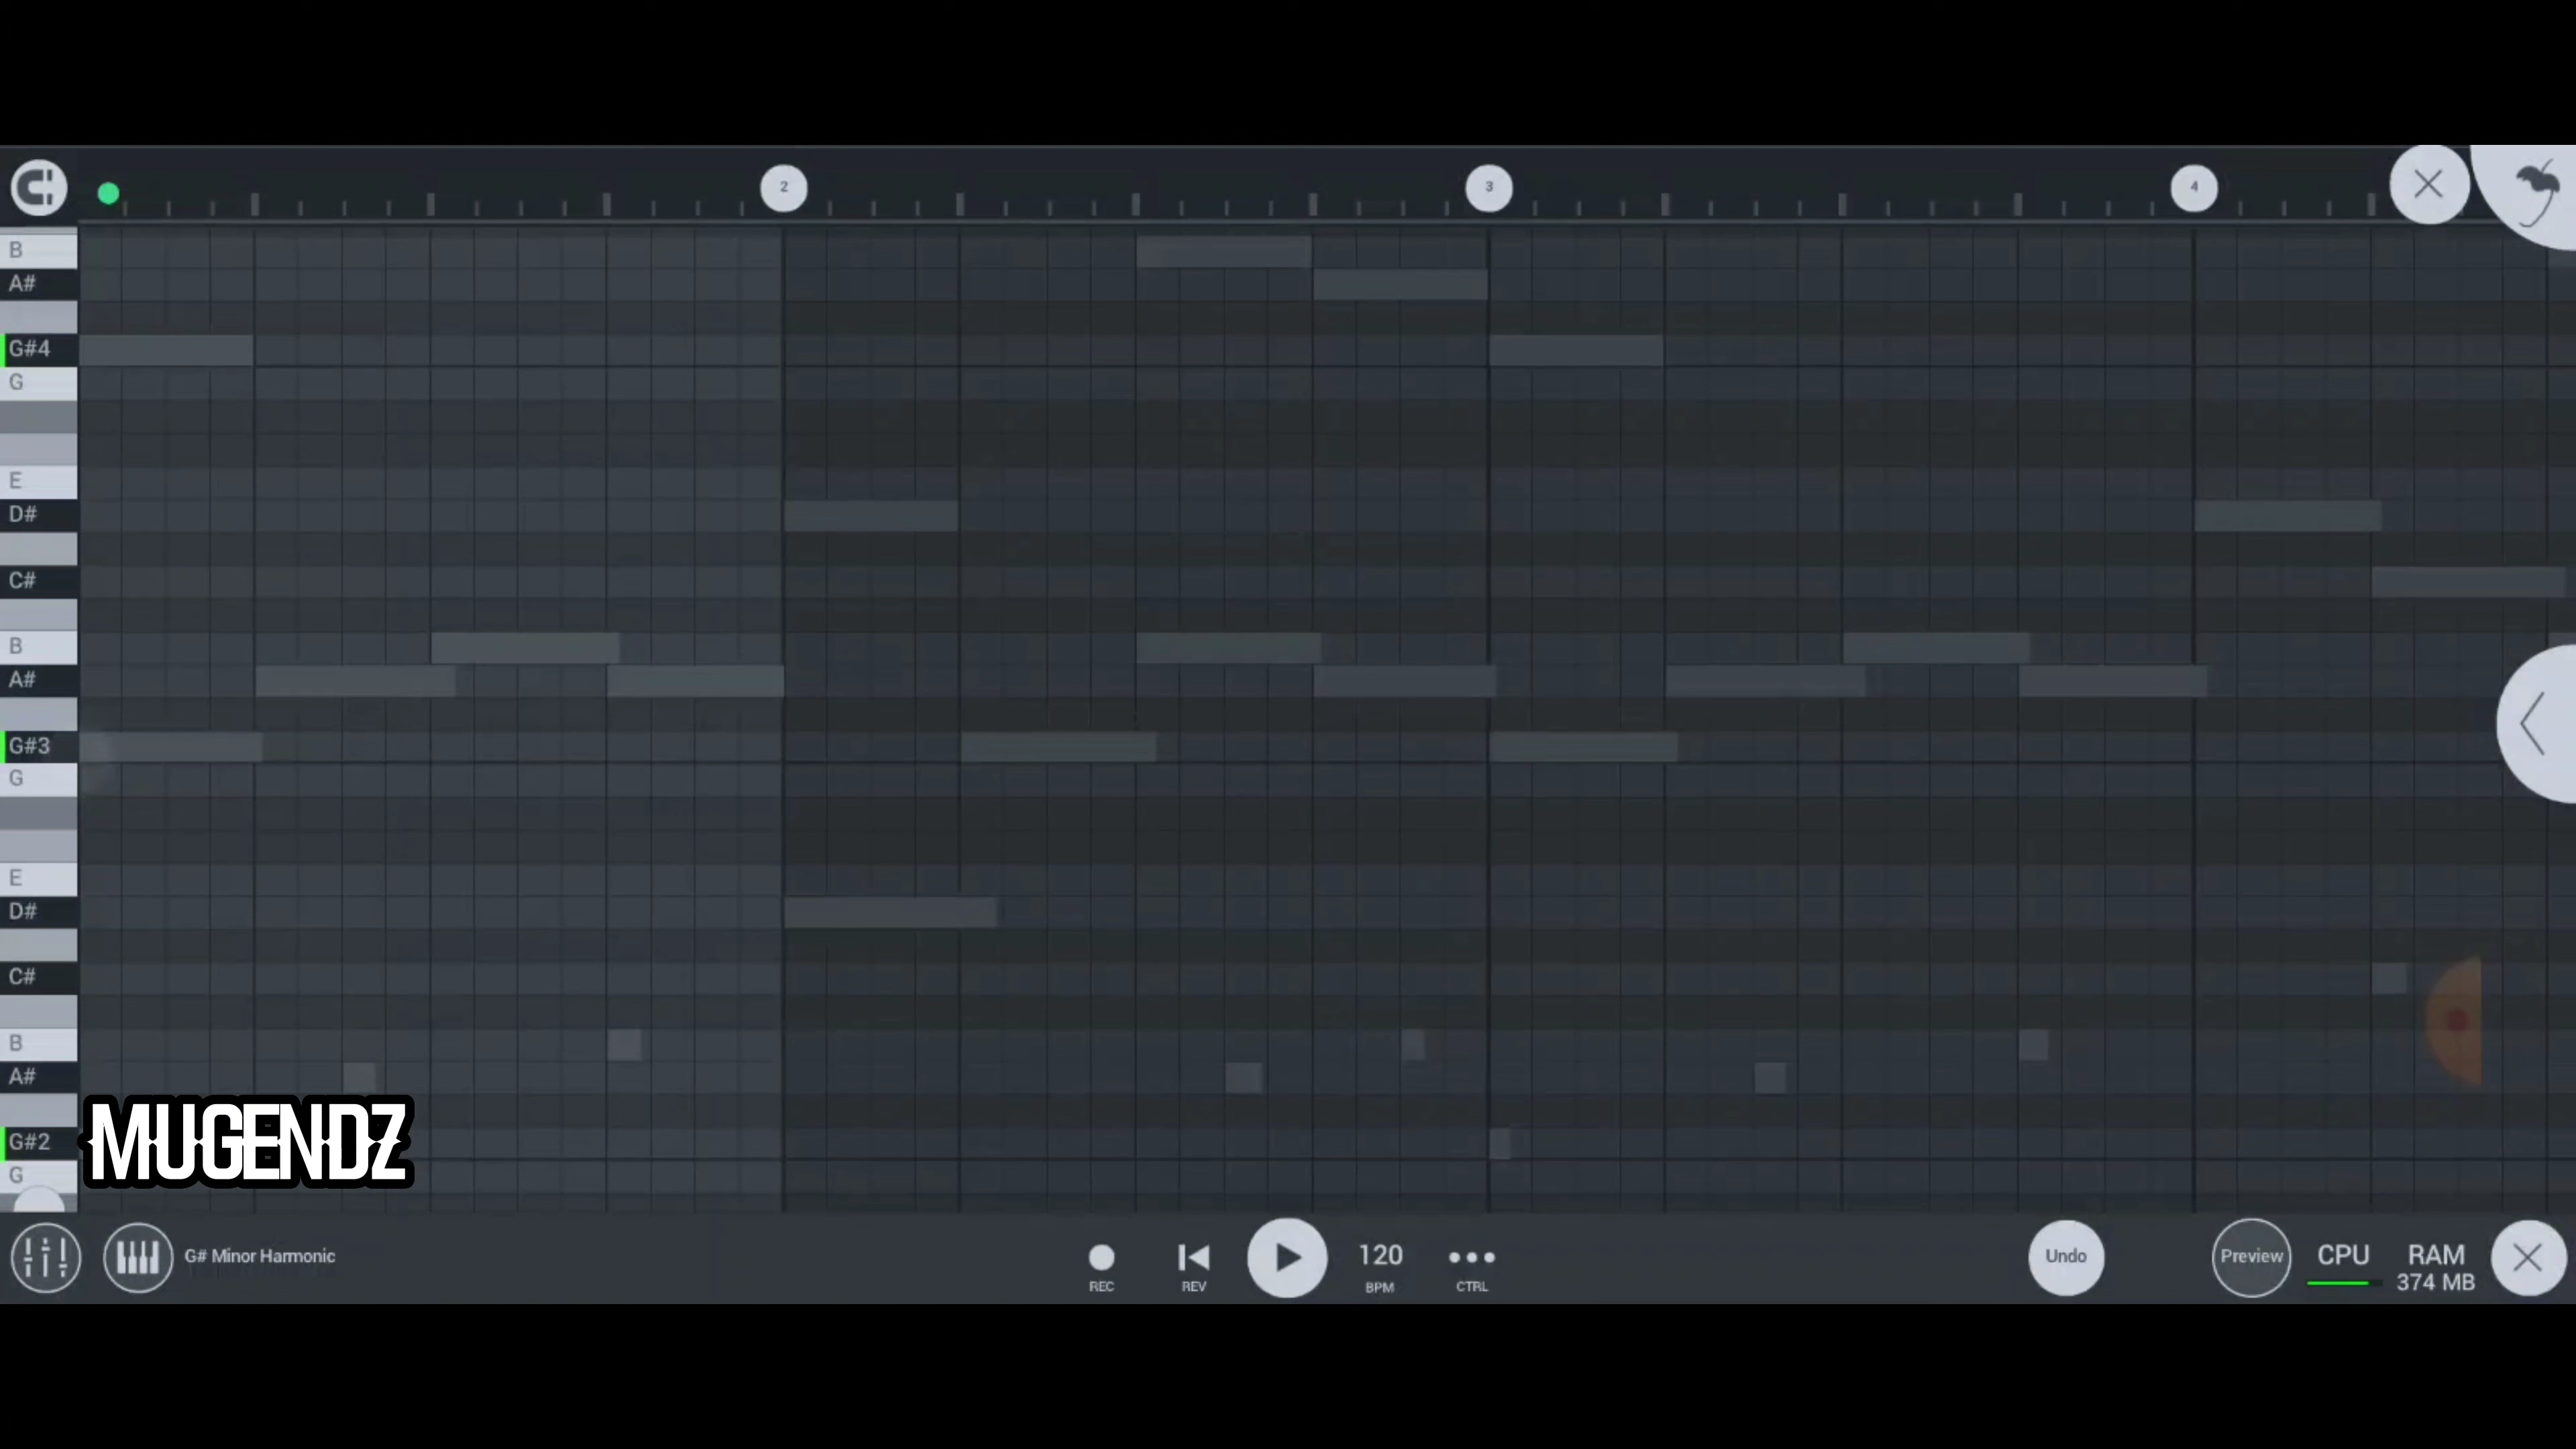 2
3
4
B
A#
G#4
G
E
D#
C#
B
A#
G#3
G
E
D#
C#
B
A#
G#2
G
MUGENDZ
G# Minor Harmonic
REC
REV
120
BPM
CTRL
Undo
Preview
CPU
RAM
374 MB